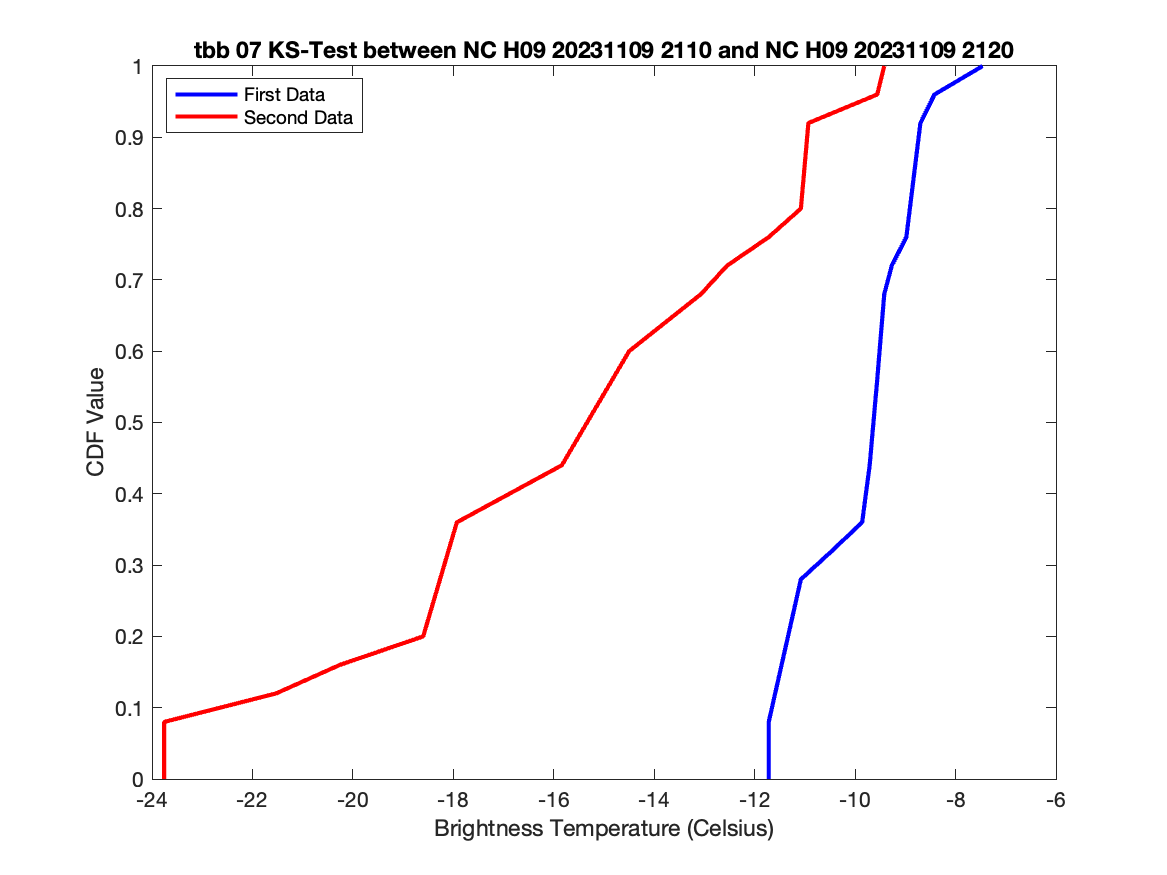 tbb 07 KS-Test between NC H09 20231109 2110 and NC H09 20231109 2120
First Data
Second Data
1
0.9
0.8
0.7
0.6
0.5
0.4
0.3
0.2
0.1
0
CDF Value
-24 -22 -20 -18 -16 -14 -12 -10 -8 -6
Brightness Temperature (Celsius)